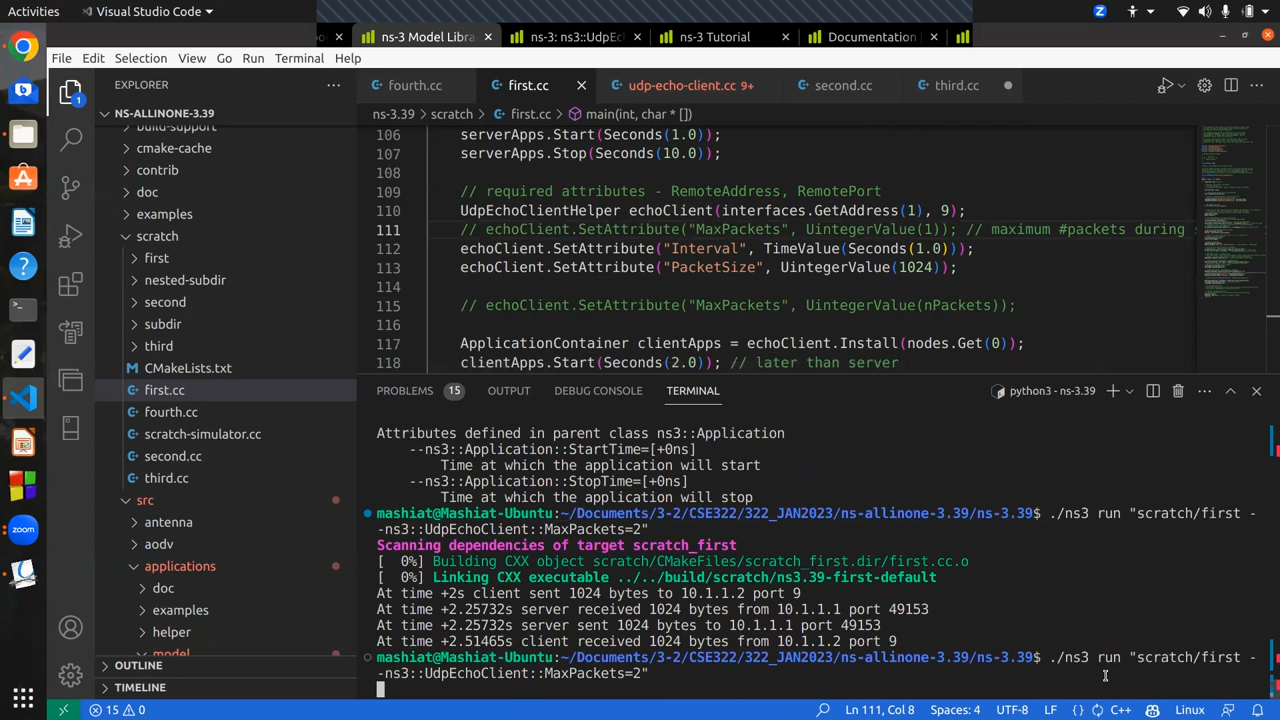 Activities
Visual Studio Code
ns-3 Model Libra
ns-3: ns3::UdpEc
ns-3 Tutorial
Documentation
File Edit Selection View Go Run Terminal Help
EXPLORER
fourth.cc
first.cc
udp-echo-client.cc 9+
second.cc
third.cc
NS-ALLINONE-3.39
ns-3.39 > scratch > first.cc > main(int, char * [])
build-support
cmake-cache
contrib
doc
examples
scratch
first
nested-subdir
second
subdir
third
CMakeLists.txt
first.cc
fourth.cc
scratch-simulator.cc
second.cc
third.cc
src
antenna
aodv
applications
doc
examples
helper
model
OUTLINE
TIMELINE
106 serverApps.Start(Seconds(1.0));
107 serverApps.Stop(Seconds(10.0));
108
109 // required attributes - RemoteAddress, RemotePort
110 UdpEchoClientHelper echoClient(interfaces.GetAddress(1), 9);
111 // echoClient.SetAttribute("MaxPackets", UintegerValue(1)); // maximum #packets during
112 echoClient.SetAttribute("Interval", TimeValue(Seconds(1.0)));
113 echoClient.SetAttribute("PacketSize", UintegerValue(1024));
114
115 // echoClient.SetAttribute("MaxPackets", UintegerValue(nPackets));
116
117 ApplicationContainer clientApps = echoClient.Install(nodes.Get(0));
118 clientApps.Start(Seconds(2.0)); // later than server
PROBLEMS 15 OUTPUT DEBUG CONSOLE TERMINAL
python3 - ns-3.39
Attributes defined in parent class ns3::Application
--ns3::Application::StartTime=[+0ns]
Time at which the application will start
--ns3::Application::StopTime=[+0ns]
Time at which the application will stop
mashiat@Mashiat-Ubuntu:~/Documents/3-2/CSE322/322_JAN2023/ns-allinone-3.39/ns-3.39$ ./ns3 run "scratch/first -
-ns3::UdpEchoClient::MaxPackets=2"
Scanning dependencies of target scratch_first
[  0%] Building CXX object scratch/CMakeFiles/scratch_first.dir/first.cc.o
[  0%] Linking CXX executable ../../build/scratch/ns3.39-first-default
At time +2s client sent 1024 bytes to 10.1.1.2 port 9
At time +2.25732s server received 1024 bytes from 10.1.1.1 port 49153
At time +2.25732s server sent 1024 bytes to 10.1.1.1 port 49153
At time +2.51465s client received 1024 bytes from 10.1.1.2 port 9
mashiat@Mashiat-Ubuntu:~/Documents/3-2/CSE322/322_JAN2023/ns-allinone-3.39/ns-3.39$ ./ns3 run "scratch/first -
-ns3::UdpEchoClient::MaxPackets=2"
15 0
Ln 111, Col 8 Spaces: 4 UTF-8 LF {} C++ Linux